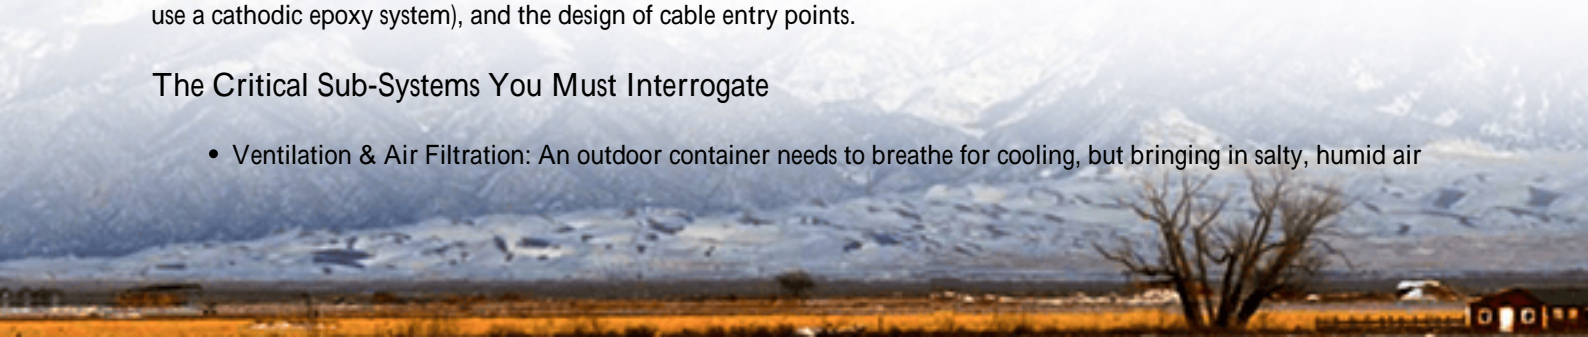 use a cathodic epoxy system), and the design of cable entry points.
The Critical Sub-Systems You Must Interrogate
• Ventilation & Air Filtration: An outdoor container needs to breathe for cooling, but bringing in salty, humid air